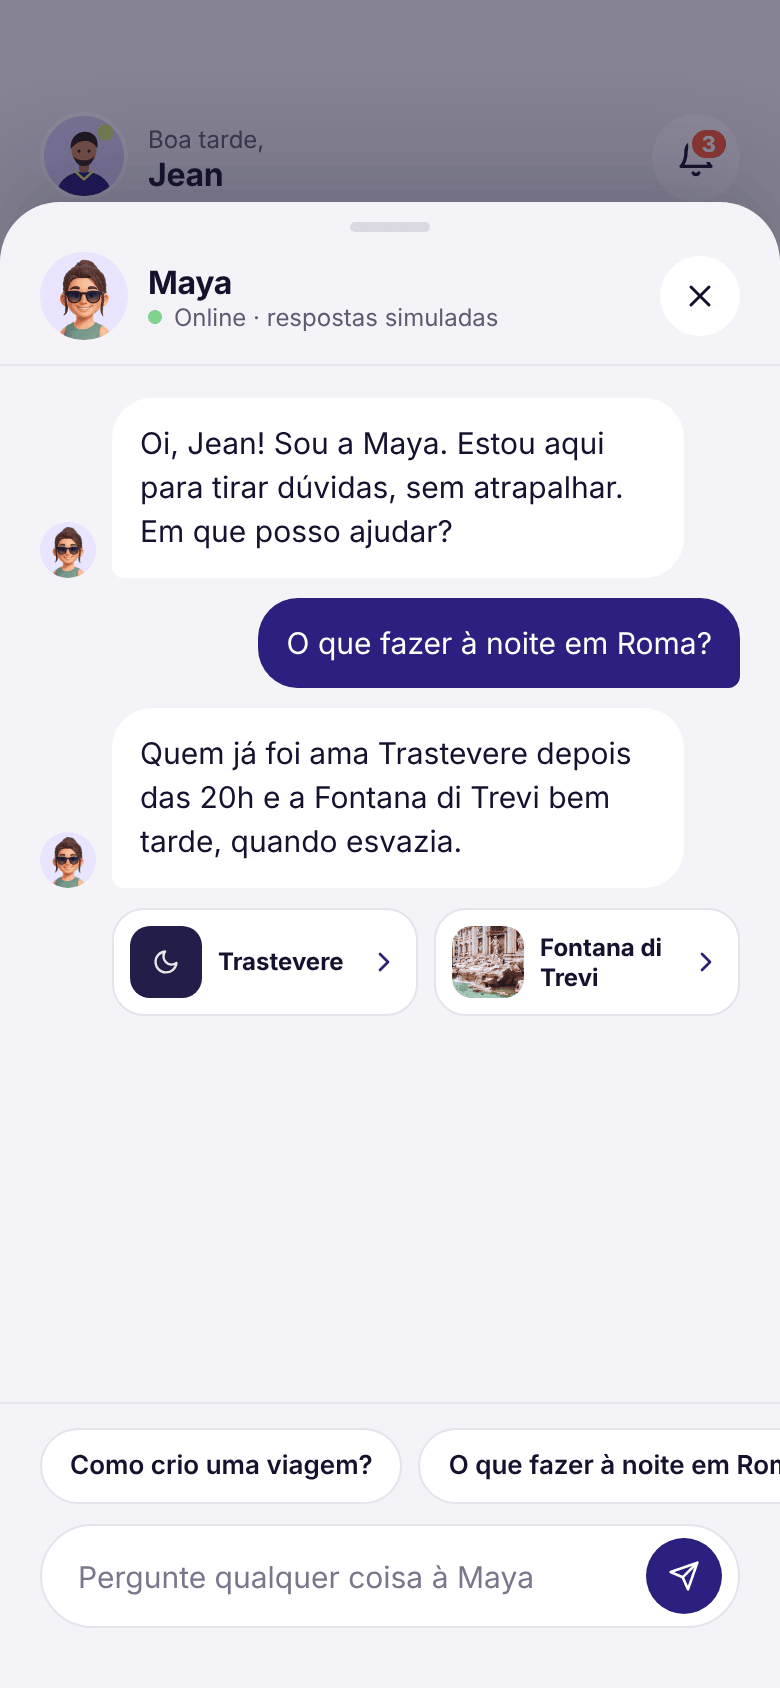 Boa tarde,
Jean
3
Maya
Online · respostas simuladas
Oi, Jean! Sou a Maya. Estou aqui
para tirar dúvidas, sem atrapalhar.
Em que posso ajudar?
O que fazer à noite em Roma?
Quem já foi ama Trastevere depois
das 20h e a Fontana di Trevi bem
tarde, quando esvazia.
Trastevere
Fontana di
Trevi
Como crio uma viagem?
O que fazer à noite em Rom
Pergunte qualquer coisa à Maya